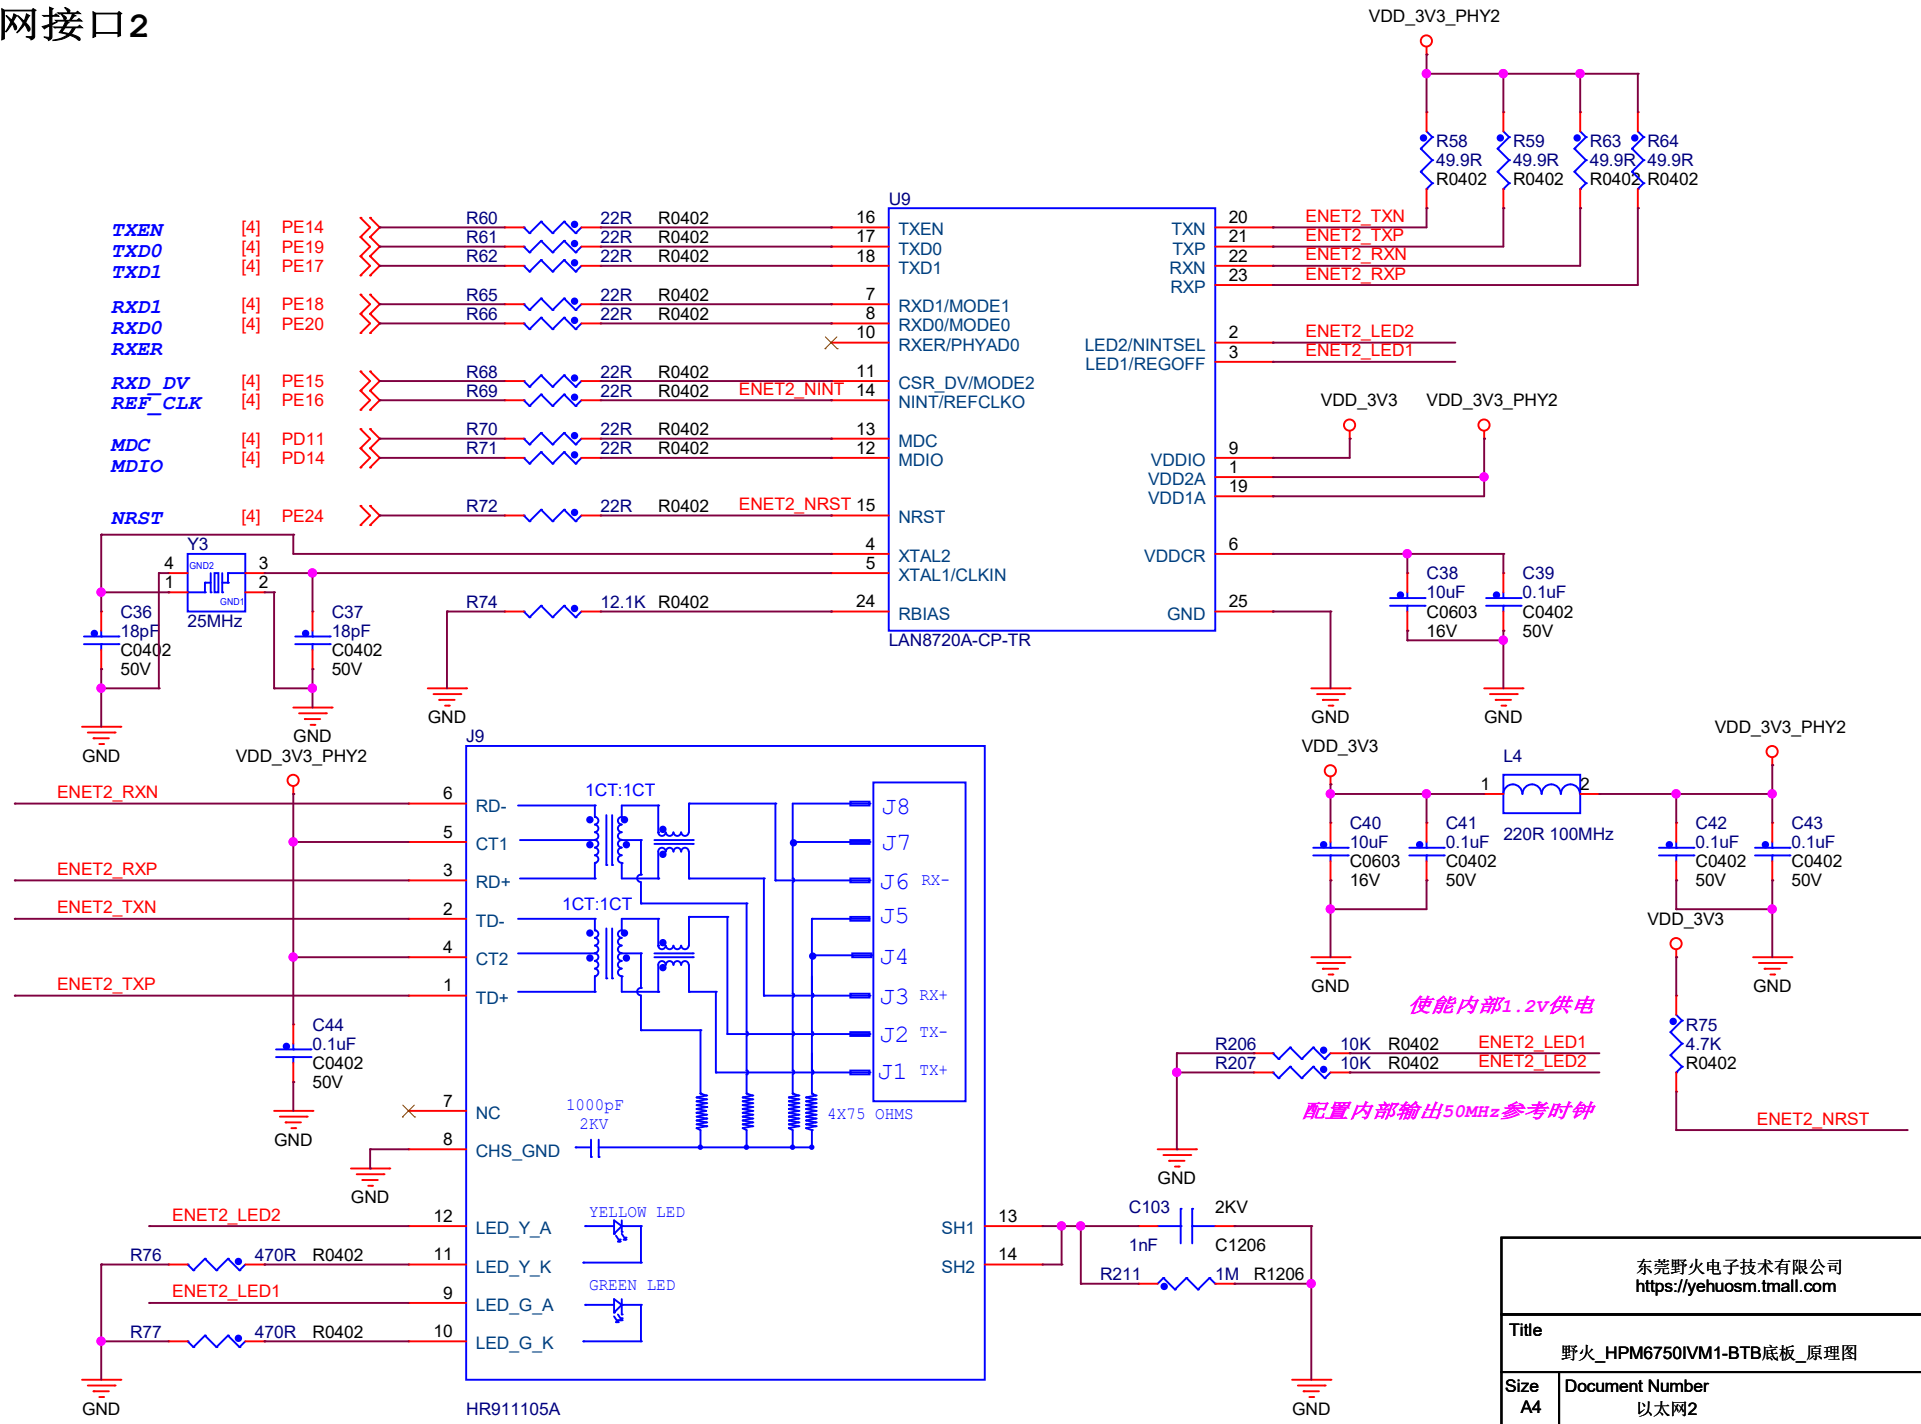 网接口2
VDD_3V3_PHY2
R58
49.9R
R0402
R59
49.9R
R0402
R63
49.9R
R0402
R64
49.9R
R0402
U9
TXEN [4] PE14 R60 22R R0402 16 TXEN
TXD0 [4] PE19 R61 22R R0402 17 TXD0
TXD1 [4] PE17 R62 22R R0402 18 TXD1
RXD1 [4] PE18 R65 22R R0402 7 RXD1/MODE1
RXD0 [4] PE20 R66 22R R0402 8 RXD0/MODE0
RXER 10 RXER/PHYAD0
RXD_DV [4] PE15 R68 22R R0402 11 CSR_DV/MODE2
REF_CLK [4] PE16 R69 22R R0402 ENET2_NINT 14 NINT/REFCLKO
MDC [4] PD11 R70 22R R0402 13 MDC
MDIO [4] PD14 R71 22R R0402 12 MDIO
NRST [4] PE24 R72 22R R0402 ENET2_NRST 15 NRST
4 XTAL2
5 XTAL1/CLKIN
R74 12.1K R0402 24 RBIAS
GND
TXN 20 ENET2_TXN
TXP 21 ENET2_TXP
RXN 22 ENET2_RXN
RXP 23 ENET2_RXP
LED2/NINTSEL 2 ENET2_LED2
LED1/REGOFF 3 ENET2_LED1
VDD_3V3 VDD_3V3_PHY2
VDDIO 9
VDD2A 1
VDD1A 19
VDDCR 6
GND 25
LAN8720A-CP-TR
GND
C38
10uF
C0603
16V
C39
0.1uF
C0402
50V
GND
Y3
4 GND2 3
1 GND1 2
25MHz
C36
18pF
C0402
50V
GND
C37
18pF
C0402
50V
GND
VDD_3V3_PHY2
J9
ENET2_RXN 6 RD-
5 CT1
ENET2_RXP 3 RD+
ENET2_TXN 2 TD-
4 CT2
ENET2_TXP 1 TD+
1CT:1CT
1CT:1CT
J8
J7
J6 RX-
J5
J4
J3 RX+
J2 TX-
J1 TX+
C44
0.1uF
C0402
50V
GND
7 NC
8 CHS_GND
GND
1000pF
2KV
4X75 OHMS
ENET2_LED2 12 LED_Y_A
R76 470R R0402 11 LED_Y_K
ENET2_LED1 9 LED_G_A
R77 470R R0402 10 LED_G_K
GND
YELLOW LED
GREEN LED
HR911105A
SH1 13
SH2 14
C103 2KV
1nF C1206
R211 1M R1206
GND
VDD_3V3
L4
1 2
220R 100MHz
VDD_3V3_PHY2
C40
10uF
C0603
16V
C41
0.1uF
C0402
50V
GND
C42
0.1uF
C0402
50V
C43
0.1uF
C0402
50V
GND
VDD_3V3
R75
4.7K
R0402
ENET2_NRST
使能内部1.2V供电
R206 10K R0402 ENET2_LED1
R207 10K R0402 ENET2_LED2
配置内部输出50MHz参考时钟
GND
东莞野火电子技术有限公司
https://yehuosm.tmall.com
Title
野火_HPM6750IVM1-BTB底板_原理图
Size Document Number
A4 以太网2